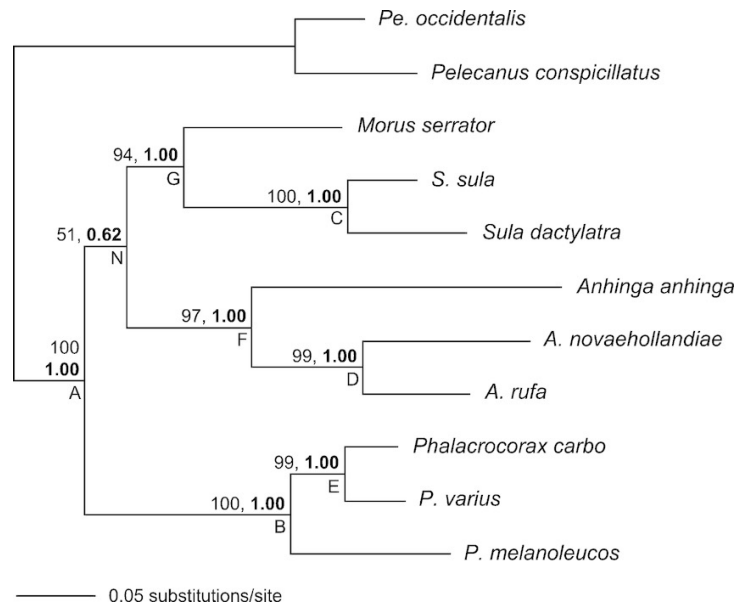 Pe. occidentalis
Pelecanus conspicillatus
Morus serrator
94, 1.00
G
S. sula
100, 1.00
C
Sula dactylatra
51, 0.62
N
Anhinga anhinga
97, 1.00
F
A. novaehollandiae
99, 1.00
D
A. rufa
100
1.00
A
Phalacrocorax carbo
99, 1.00
E
P. varius
100, 1.00
B
P. melanoleucos
0.05 substitutions/site